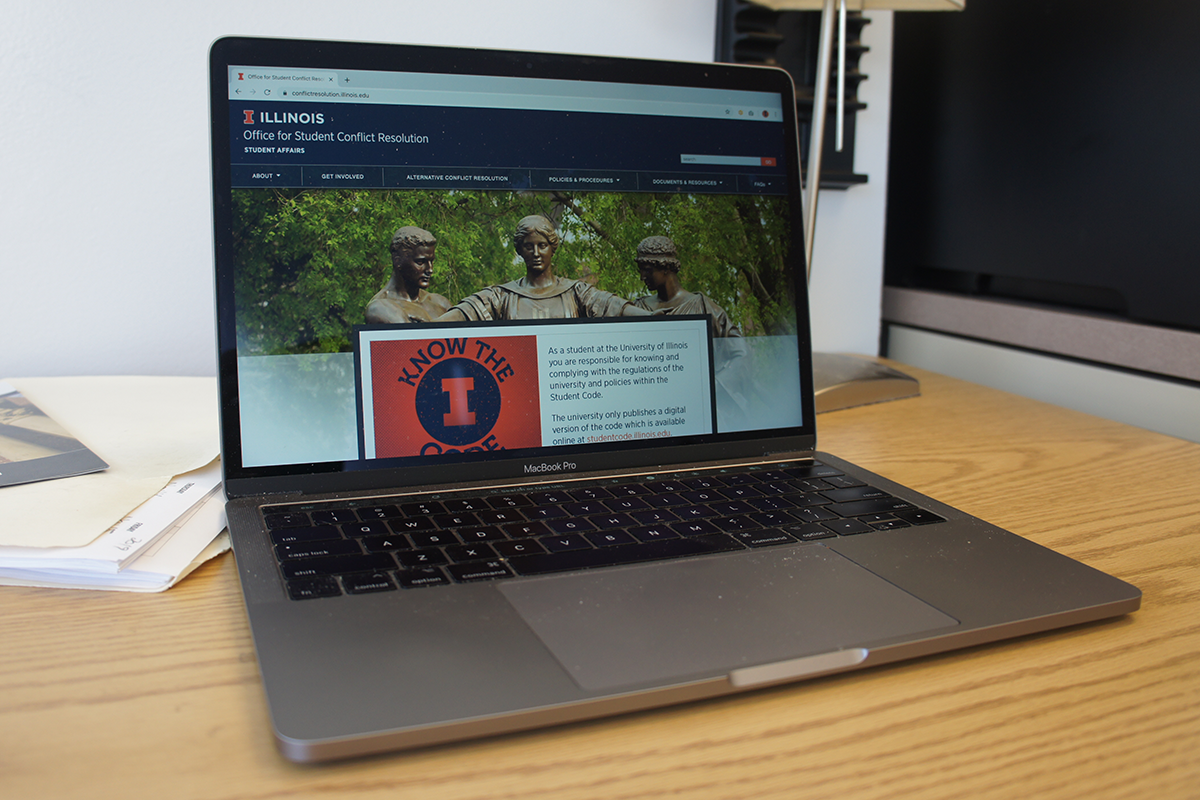 Office for Student Conflict Reso
conflictresolution.illinois.edu
I ILLINOIS
Office for Student Conflict Resolution
STUDENT AFFAIRS
ABOUT
GET INVOLVED
ALTERNATIVE CONFLICT RESOLUTION
POLICIES & PROCEDURES
DOCUMENTS & RESOURCES
FAQs
KNOW THE
I
CODE
As a student at the University of Illinois
you are responsible for knowing and
complying with the regulations of the
university and policies within the
Student Code.
The university only publishes a digital
version of the code which is available
online at studentcode.illinois.edu.
MacBook Pro
Q W E R T Y U I O P
tab
A S D F G H J K L
caps lock
Z X C V B N M
shift
fn control option command
command option